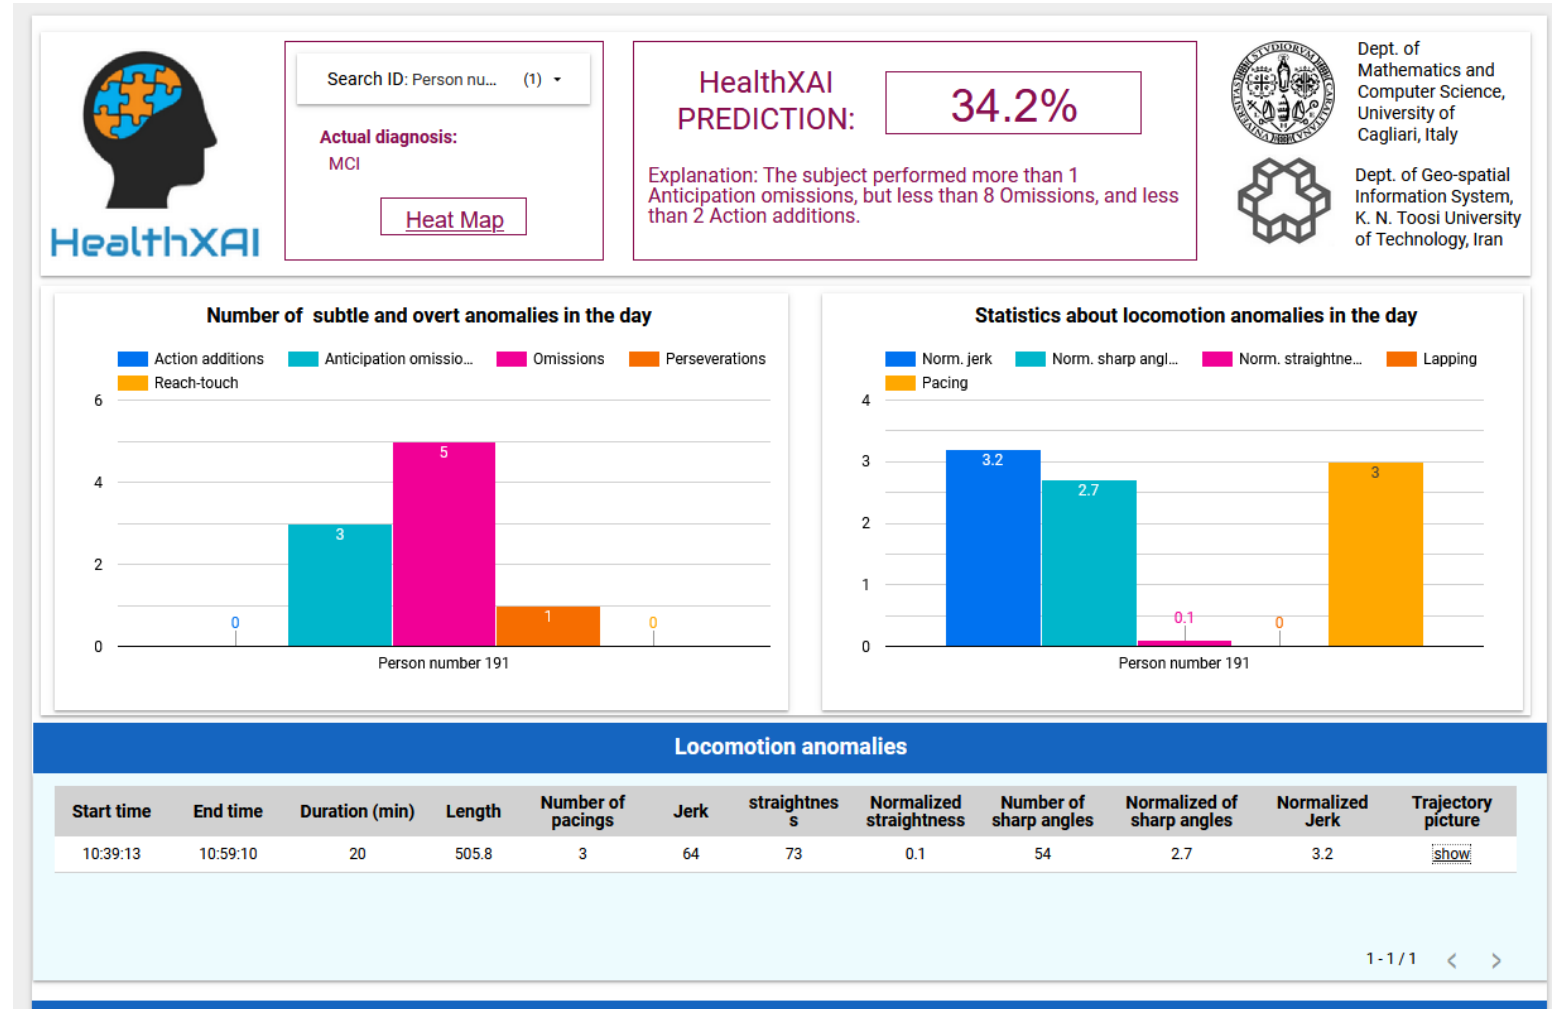 HealthXAI
Search ID: Person nu... (1)
Actual diagnosis:
MCI
Heat Map
HealthXAI
PREDICTION:
34.2%
Explanation: The subject performed more than 1
Anticipation omissions, but less than 8 Omissions, and less
than 2 Action additions.
Dept. of
Mathematics and
Computer Science,
University of
Cagliari, Italy
Dept. of Geo-spatial
Information System,
K. N. Toosi University
of Technology, Iran
Number of subtle and overt anomalies in the day
Action additions Anticipation omissio... Omissions Perseverations
Reach-touch
6
4
2
0
0
3
5
1
0
Person number 191
Statistics about locomotion anomalies in the day
Norm. jerk Norm. sharp angl... Norm. straightne... Lapping
Pacing
4
3
2
1
0
3.2
2.7
0.1
0
3
Person number 191
Locomotion anomalies
Start time End time Duration (min) Length Number of pacings Jerk straightness Normalized straightness Number of sharp angles Normalized of sharp angles Normalized Jerk Trajectory picture
10:39:13 10:59:10 20 505.8 3 64 73 0.1 54 2.7 3.2 show
1 - 1 / 1 < >